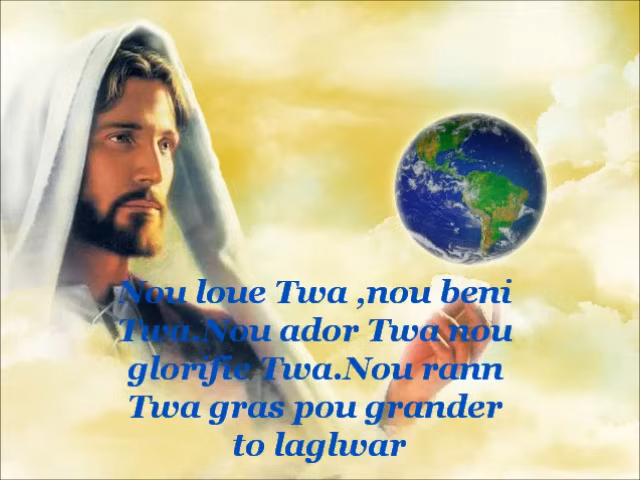 Nou loue Twa ,nou beni
Twa.Nou ador Twa nou
glorifie Twa.Nou rann
Twa gras pou grander
to laglwar